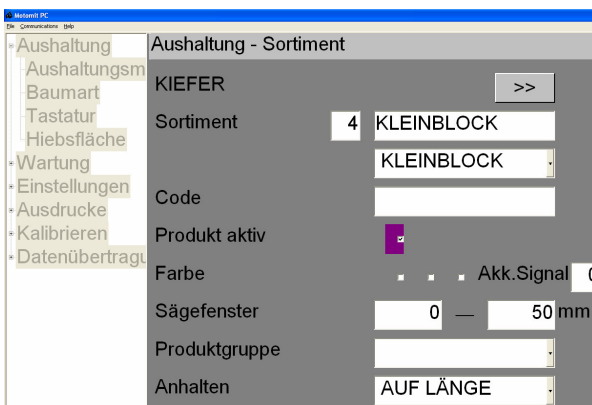 Motomit PC
File Communications Help
Aushaltung
Aushaltungsm
Baumart
Tastatur
Hiebsfläche
Wartung
Einstellungen
Ausdrucke
Kalibrieren
Datenübertragu
Aushaltung - Sortiment
KIEFER >>
Sortiment 4 KLEINBLOCK
KLEINBLOCK
Code
Produkt aktiv
Farbe Akk.Signal 0
Sägefenster 0 — 50 mm
Produktgruppe
Anhalten AUF LÄNGE